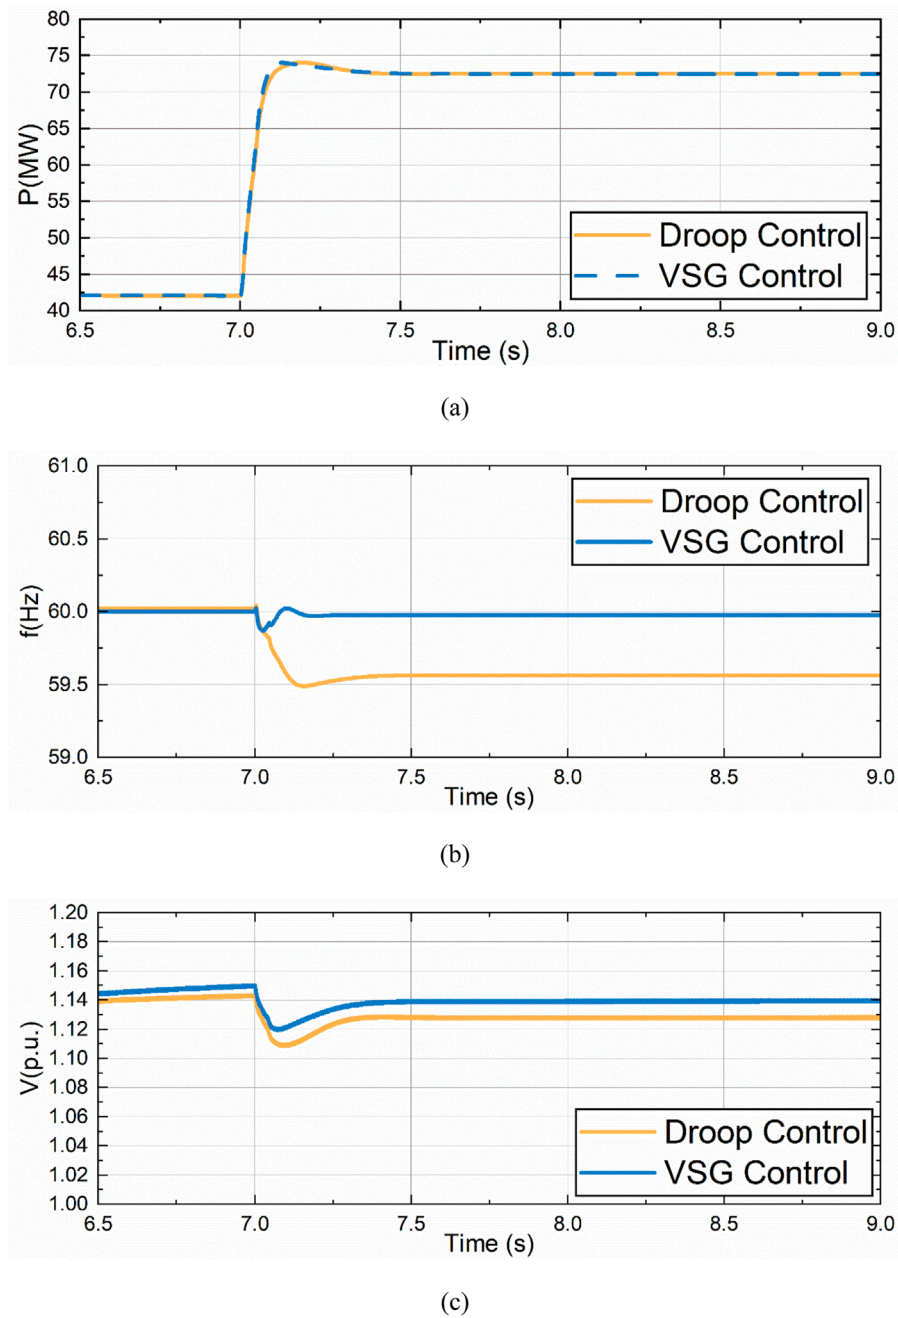 80
75
70
65
60
55
50
45
40
P(MW)
Droop Control
VSG Control
6.5 7.0 7.5 8.0 8.5 9.0
Time (s)
(a)
61.0
60.5
60.0
59.5
59.0
f(Hz)
Droop Control
VSG Control
6.5 7.0 7.5 8.0 8.5 9.0
Time (s)
(b)
1.20
1.18
1.16
1.14
1.12
1.10
1.08
1.06
1.04
1.02
1.00
V(p.u.)
Droop Control
VSG Control
6.5 7.0 7.5 8.0 8.5 9.0
Time (s)
(c)